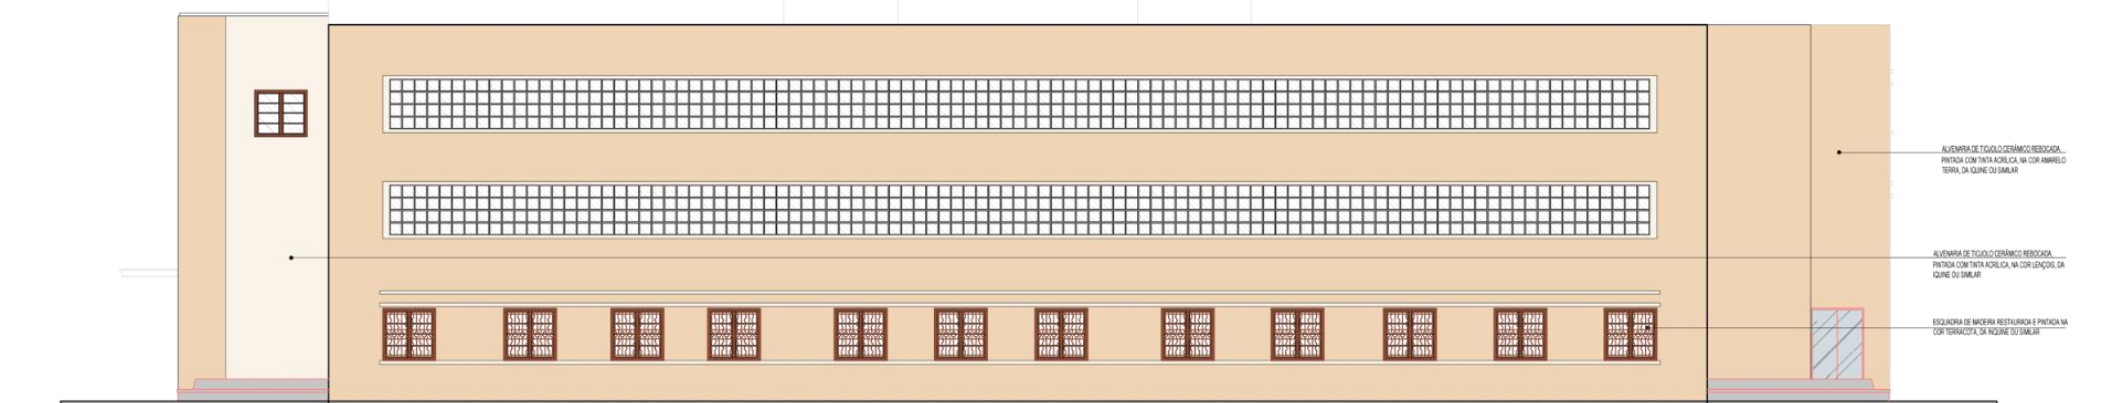 ALVENARIA DE TIOJOLO CERÂMICO REBOCADA,
PINTADA COM TINTA ACRÍLICA, NA COR AMARELO
TERRA, DA IQUINE OU SIMILAR
ALVENARIA DE TIOJOLO CERÂMICO REBOCADA,
PINTADA COM TINTA ACRÍLICA, NA COR LENÇOIS, DA
IQUINE OU SIMILAR
ESQUADRIA DE MADEIRA RESTAURADA E PINTADA NA
COR TERRACOTA, DA INQUINE OU SIMILAR